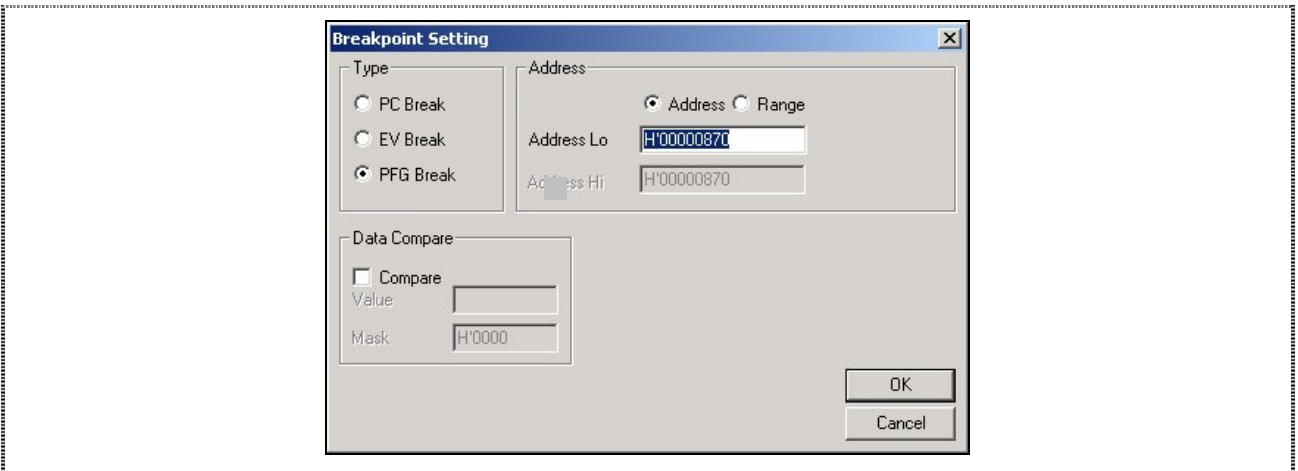 Breakpoint Setting
Type
PC Break
EV Break
PFG Break
Address
Address Range
Address Lo H'00000870
Hi H'00000870
Data Compare
Compare
Value
Mask H'0000
OK
Cancel